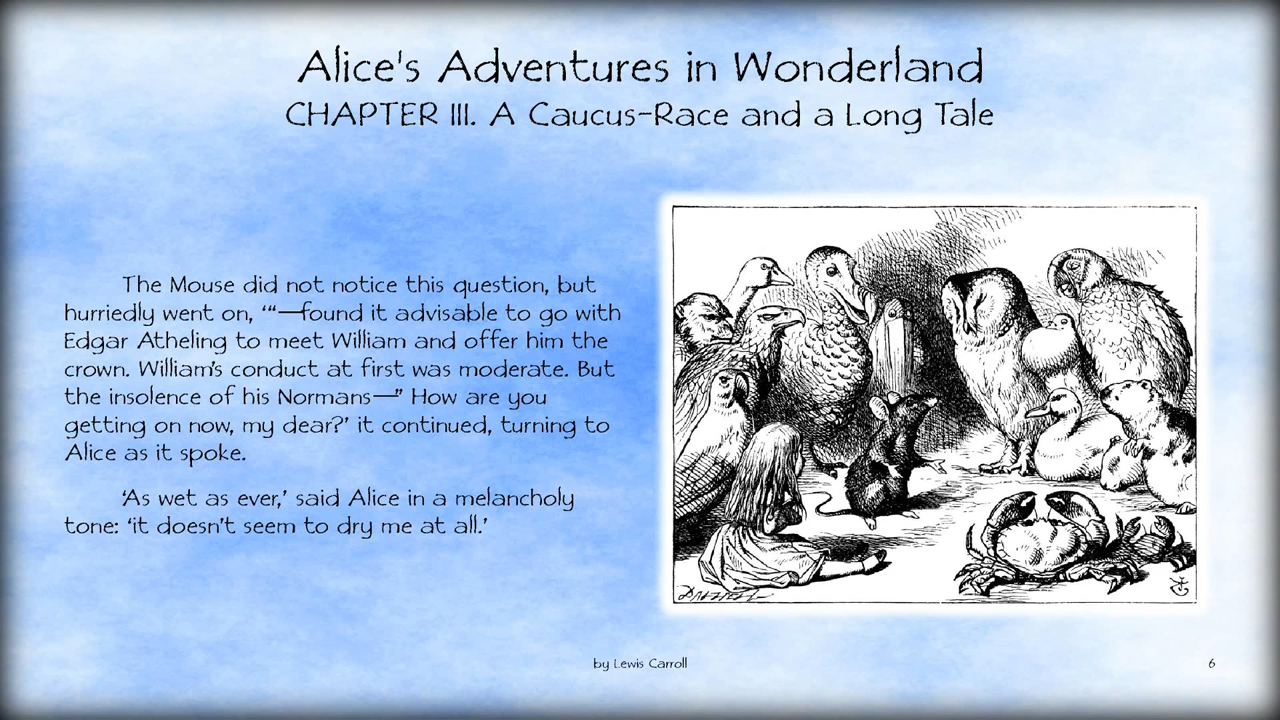 Alice's Adventures in Wonderland
CHAPTER III. A Caucus-Race and a Long Tale
The Mouse did not notice this question, but
hurriedly went on, ‘“—found it advisable to go with
Edgar Atheling to meet William and offer him the
crown. William’s conduct at first was moderate. But
the insolence of his Normans—” How are you
getting on now, my dear?’ it continued, turning to
Alice as it spoke.
‘As wet as ever,’ said Alice in a melancholy
tone: ‘it doesn’t seem to dry me at all.’
by Lewis Carroll
6